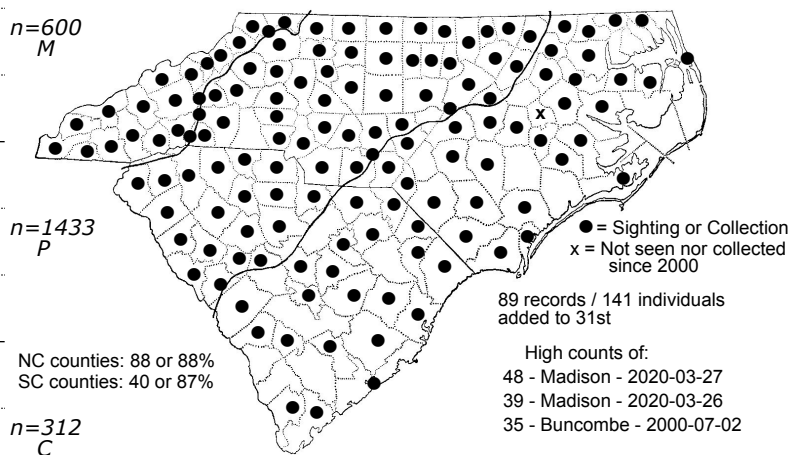 n=600
M
x
n=1433
P
● = Sighting or Collection
x = Not seen nor collected
since 2000
89 records / 141 individuals
added to 31st
NC counties: 88 or 88%
SC counties: 40 or 87%
High counts of:
48 - Madison - 2020-03-27
39 - Madison - 2020-03-26
35 - Buncombe - 2000-07-02
n=312
C